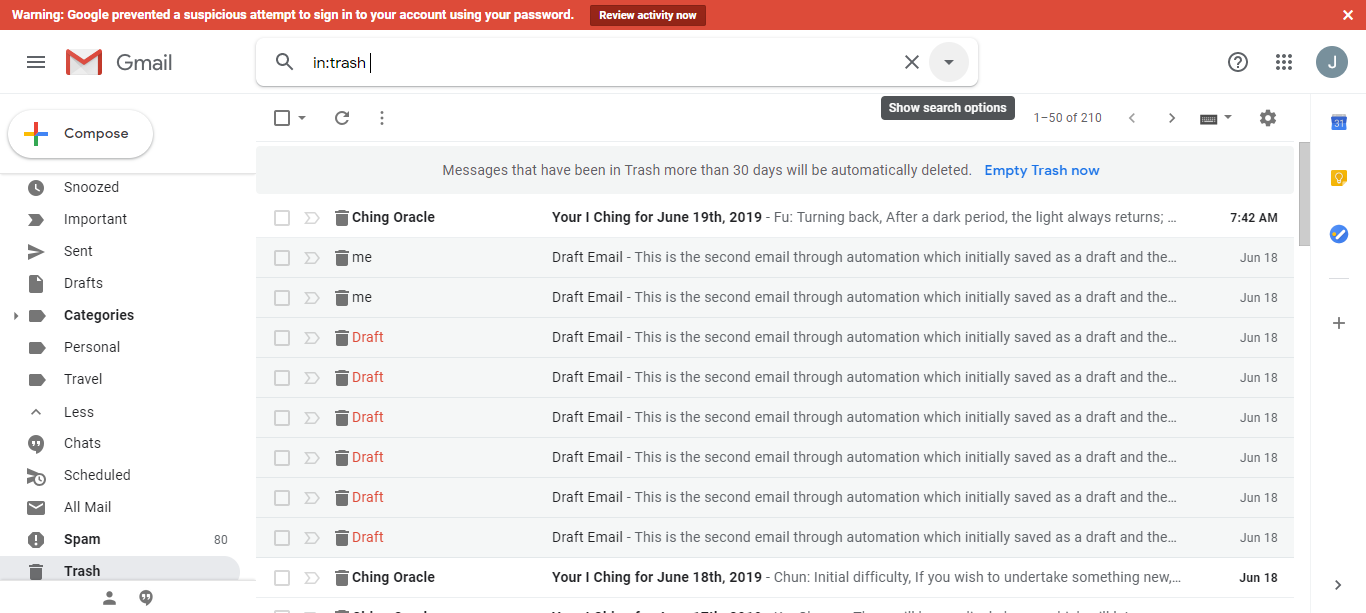 Warning: Google prevented a suspicious attempt to sign in to your account using your password. Review activity now
Gmail
in:trash
J
Show search options
Compose
1–50 of 210
31
Messages that have been in Trash more than 30 days will be automatically deleted. Empty Trash now
Snoozed
Important
Sent
Drafts
Categories
Personal
Travel
Less
Chats
Scheduled
All Mail
Spam 80
Trash
Ching Oracle Your I Ching for June 19th, 2019 - Fu: Turning back, After a dark period, the light always returns; … 7:42 AM
me Draft Email - This is the second email through automation which initially saved as a draft and the… Jun 18
me Draft Email - This is the second email through automation which initially saved as a draft and the… Jun 18
Draft Draft Email - This is the second email through automation which initially saved as a draft and the… Jun 18
Draft Draft Email - This is the second email through automation which initially saved as a draft and the… Jun 18
Draft Draft Email - This is the second email through automation which initially saved as a draft and the… Jun 18
Draft Draft Email - This is the second email through automation which initially saved as a draft and the… Jun 18
Draft Draft Email - This is the second email through automation which initially saved as a draft and the… Jun 18
Draft Draft Email - This is the second email through automation which initially saved as a draft and the… Jun 18
Ching Oracle Your I Ching for June 18th, 2019 - Chun: Initial difficulty, If you wish to undertake something new,… Jun 18